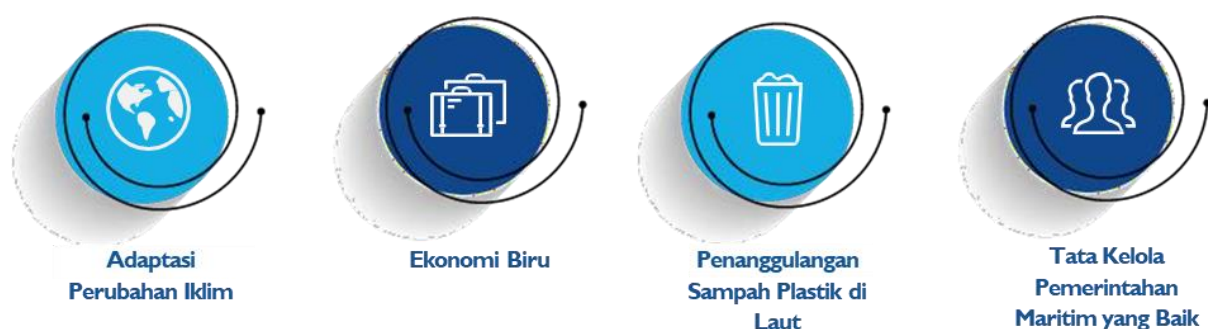 Adaptasi
Perubahan Iklim
Ekonomi Biru
Penanggulangan
Sampah Plastik di
Laut
Tata Kelola
Pemerintahan
Maritim yang Baik